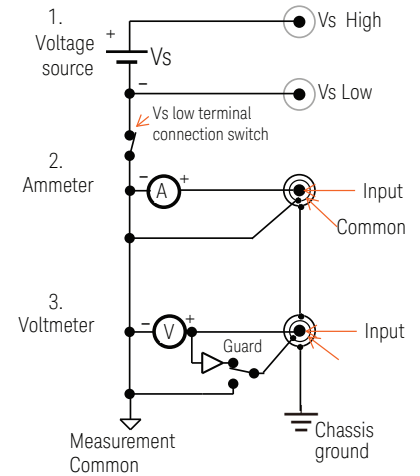 1.
Voltage
source
+
Vs
−
Vs High
Vs Low
Vs low terminal
connection switch
2.
Ammeter
− A +
Input
Common
3.
Voltmeter
− V +
Guard
Input
Measurement
Common
Chassis
ground